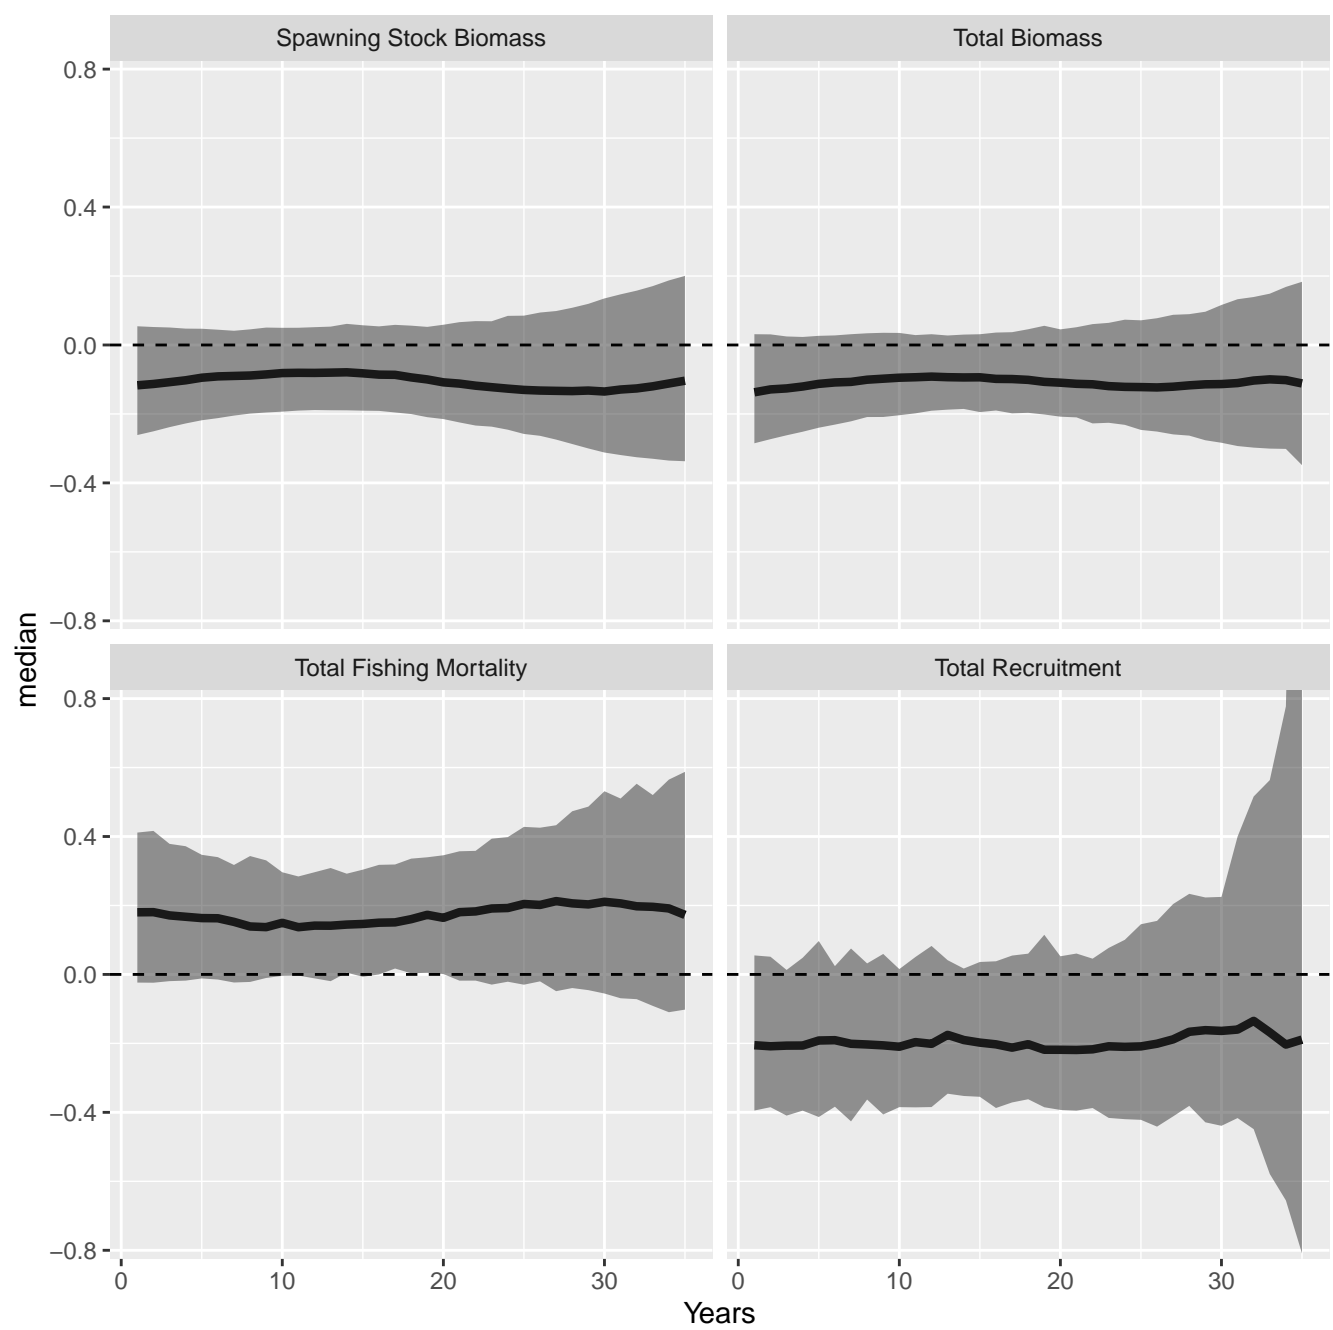 Spawning Stock Biomass
Total Biomass
0.8
0.4
0.0
−0.4
−0.8
median
Total Fishing Mortality
Total Recruitment
0.8
0.4
0.0
−0.4
−0.8
0 10 20 30
0 10 20 30
Years